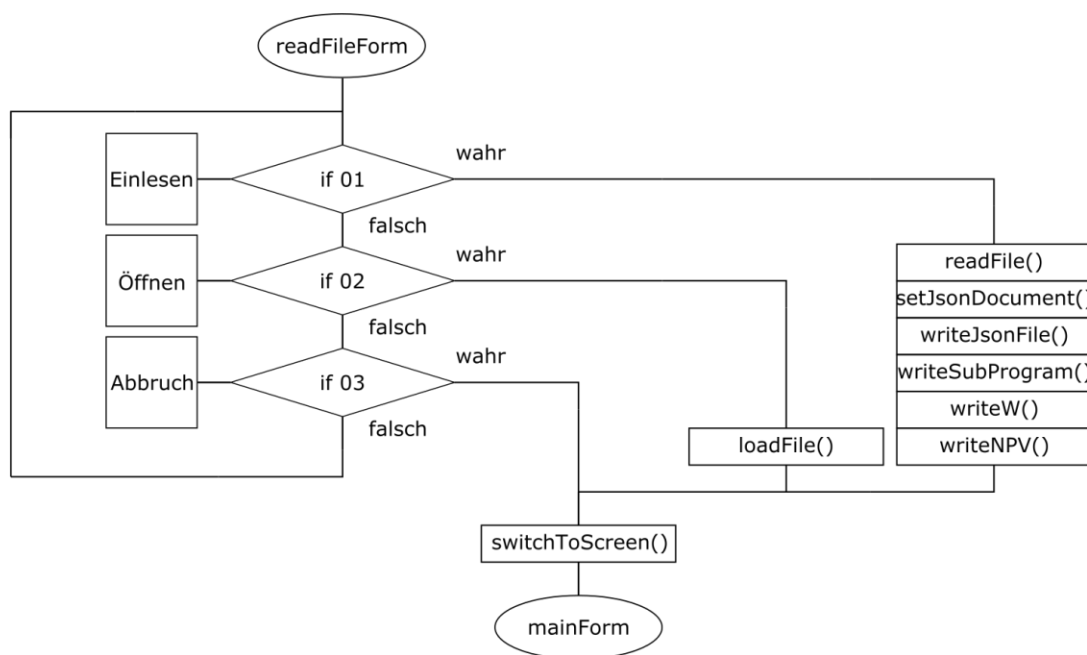 readFileForm
wahr
Einlesen
if 01
falsch
wahr
Öffnen
if 02
falsch
wahr
Abbruch
if 03
falsch
readFile()
setJsonDocument()
writeJsonFile()
writeSubProgram()
writeW()
writeNPV()
loadFile()
switchToScreen()
mainForm